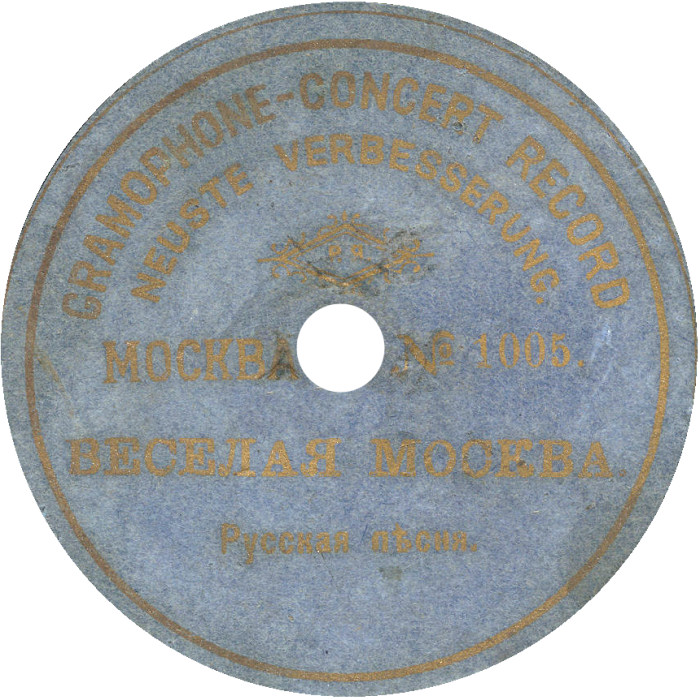 GRAMOPHONE-CONCERT RECORD
NEUSTE VERBESSERUNG.
МОСКВА № 1005.
ВЕСЕЛАЯ МОСКВА.
Русская пѣсня.